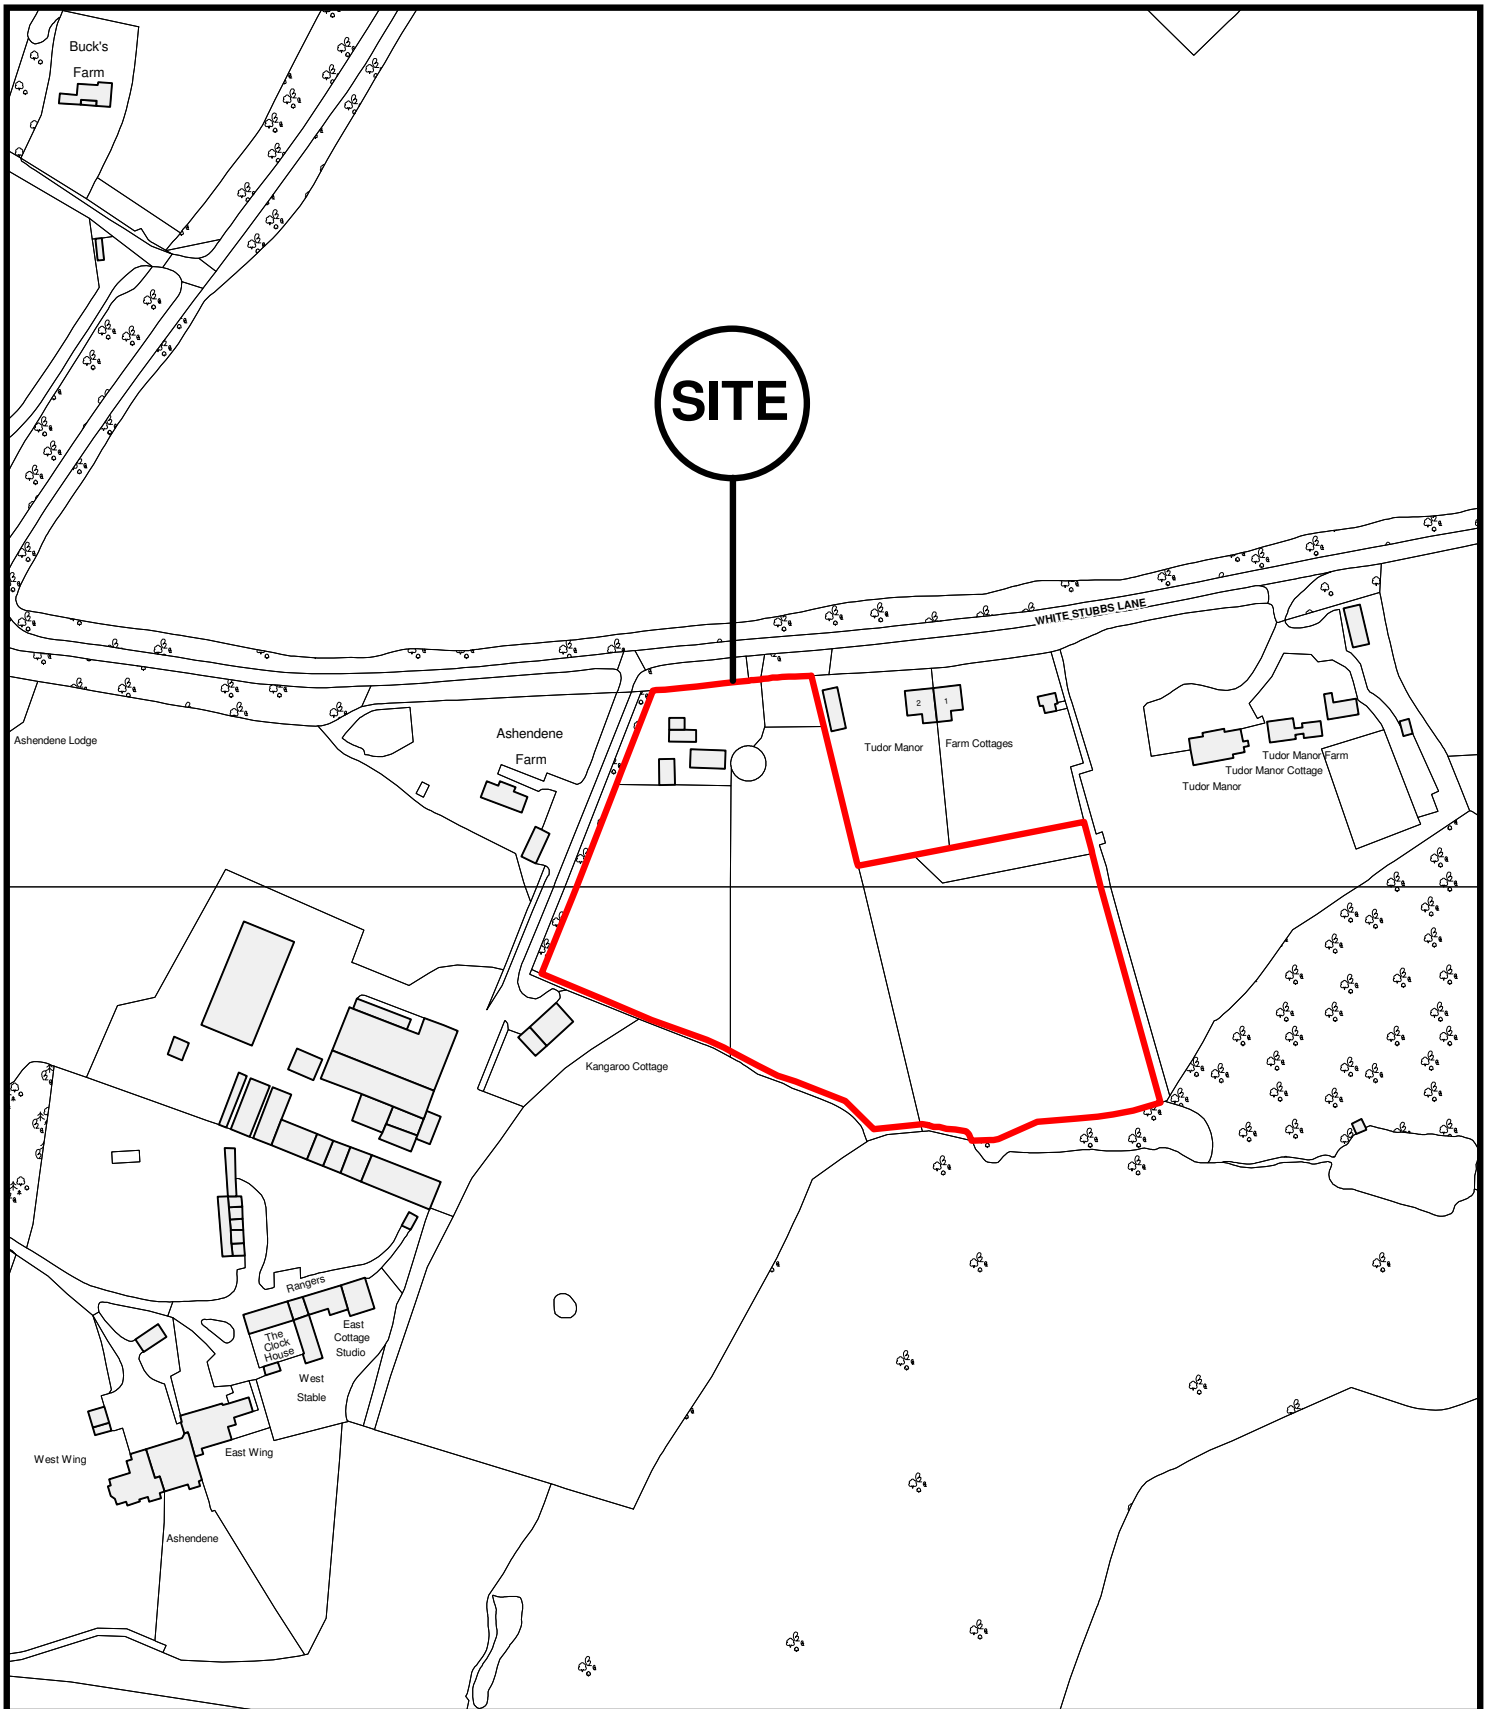 Buck's
Farm
SITE
WHITE STUBBS LANE
Ashendene Lodge
Ashendene
Farm
2
1
Tudor Manor
Farm Cottages
Tudor Manor Farm
Tudor Manor Cottage
Tudor Manor
Kangaroo Cottage
Rangers
The
Clock
House
East
Cottage
Studio
West
Stable
West Wing
East Wing
Ashendene